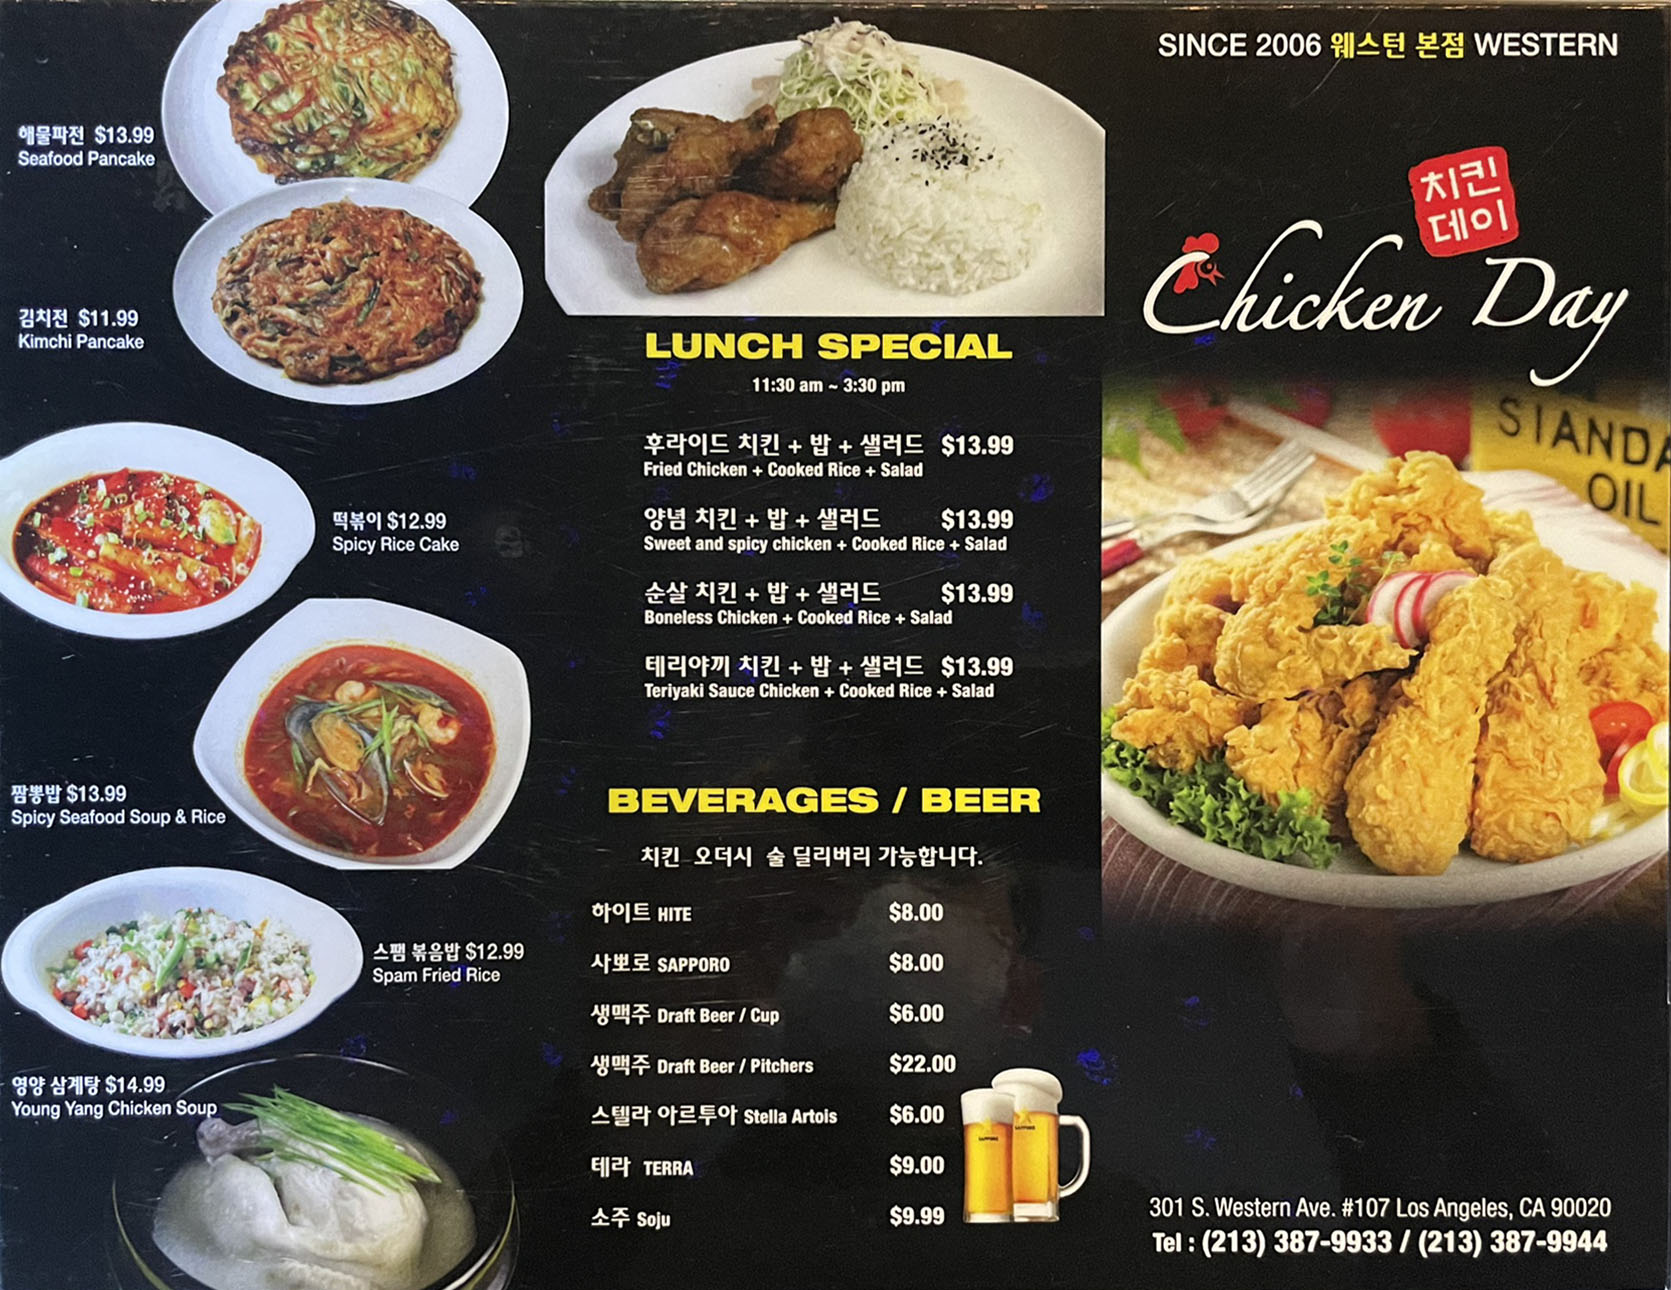 해물파전 $13.99
Seafood Pancake
김치전 $11.99
Kimchi Pancake
떡볶이 $12.99
Spicy Rice Cake
짬뽕밥 $13.99
Spicy Seafood Soup & Rice
스팸 볶음밥 $12.99
Spam Fried Rice
영양 삼계탕 $14.99
Young Yang Chicken Soup
LUNCH SPECIAL
11:30 am ~ 3:30 pm
후라이드 치킨 + 밥 + 샐러드 $13.99
Fried Chicken + Cooked Rice + Salad
양념 치킨 + 밥 + 샐러드 $13.99
Sweet and spicy chicken + Cooked Rice + Salad
순살 치킨 + 밥 + 샐러드 $13.99
Boneless Chicken + Cooked Rice + Salad
테리야끼 치킨 + 밥 + 샐러드 $13.99
Teriyaki Sauce Chicken + Cooked Rice + Salad
BEVERAGES / BEER
치킨 오더시 술 딜리버리 가능합니다.
하이트 HITE $8.00
사뽀로 SAPPORO $8.00
생맥주 Draft Beer / Cup $6.00
생맥주 Draft Beer / Pitchers $22.00
스텔라 아르투아 Stella Artois $6.00
테라 TERRA $9.00
소주 Soju $9.99
SAPPORO
SAPPORO
SINCE 2006 웨스턴 본점 WESTERN
치킨
데이
Chicken Day
STANDA
OIL
301 S. Western Ave. #107 Los Angeles, CA 90020
Tel : (213) 387-9933 / (213) 387-9944